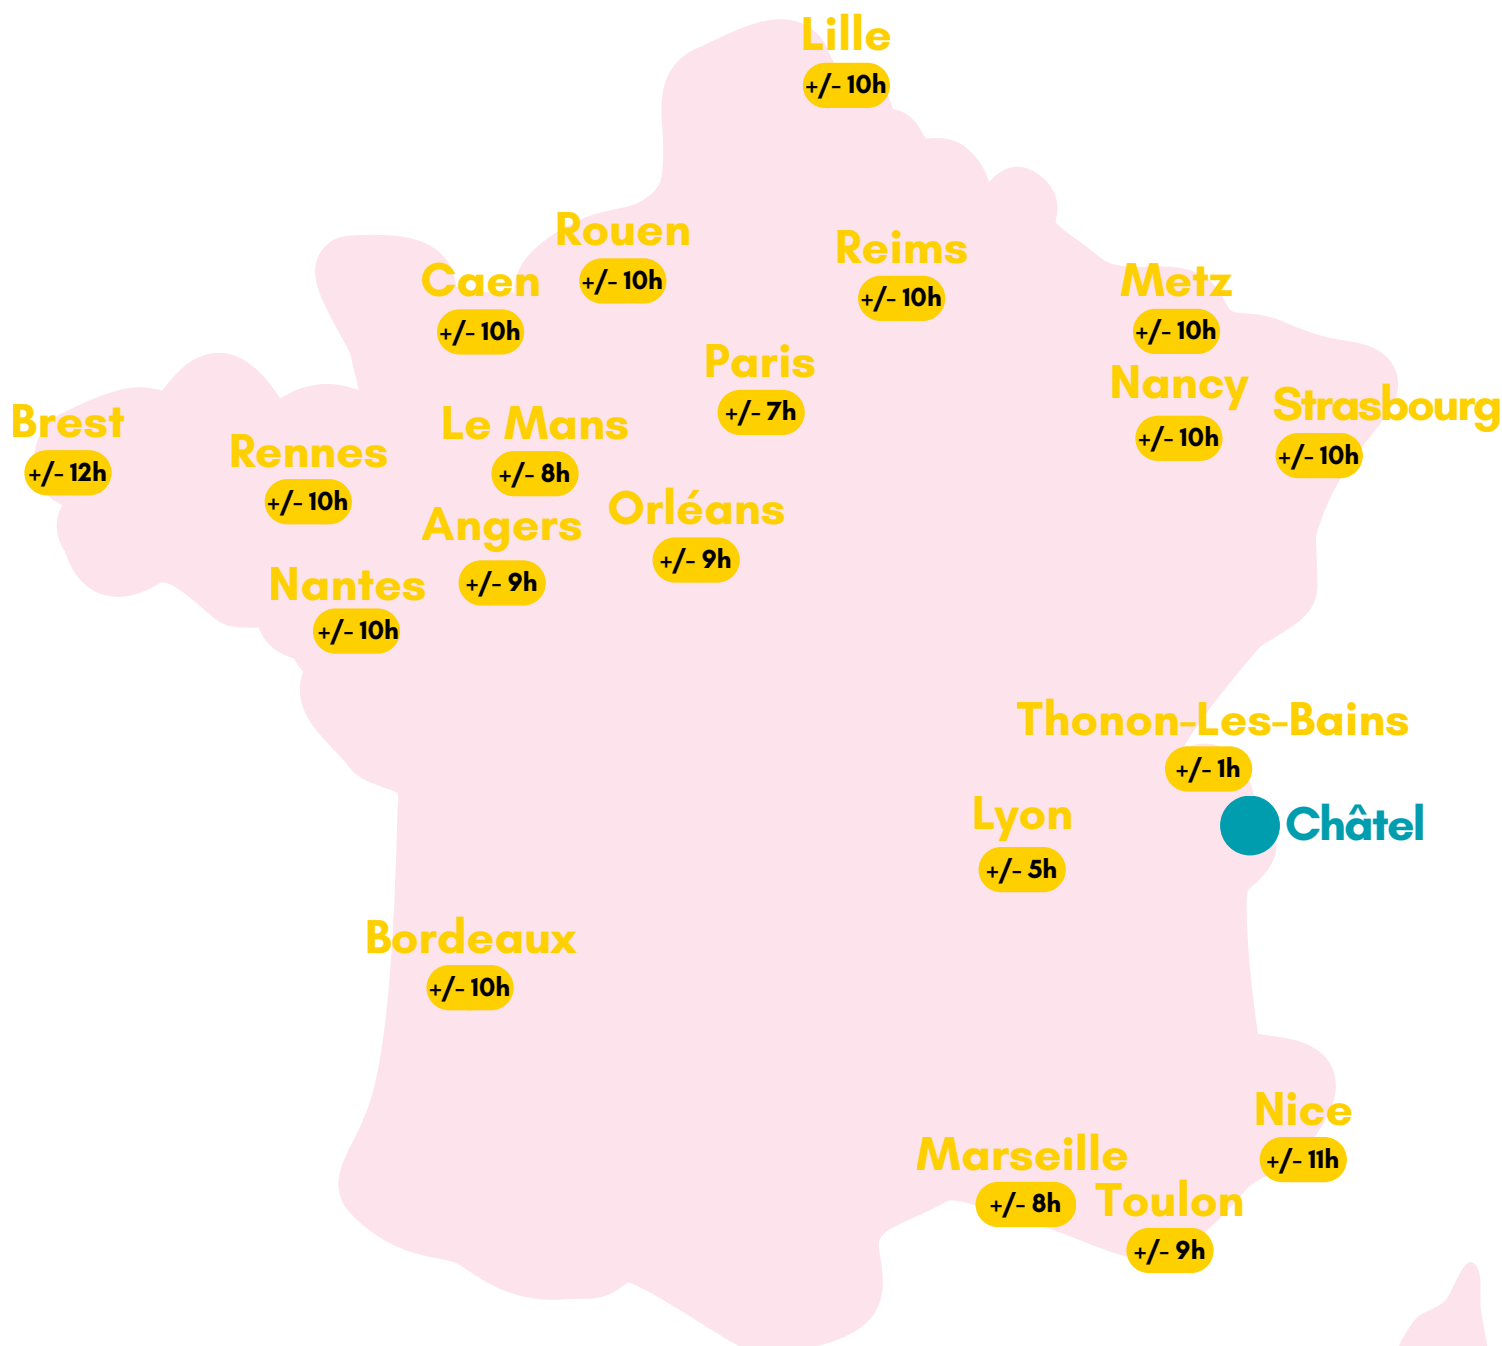 Lille
+/- 10h
Rouen
+/- 10h
Reims
+/- 10h
Caen
+/- 10h
Metz
+/- 10h
Paris
+/- 7h
Nancy
+/- 10h
Strasbourg
+/- 10h
Brest
+/- 12h
Le Mans
+/- 8h
Rennes
+/- 10h
Orléans
+/- 9h
Angers
+/- 9h
Nantes
+/- 10h
Thonon-Les-Bains
+/- 1h
Lyon
+/- 5h
Châtel
Bordeaux
+/- 10h
Nice
+/- 11h
Marseille
+/- 8h
Toulon
+/- 9h